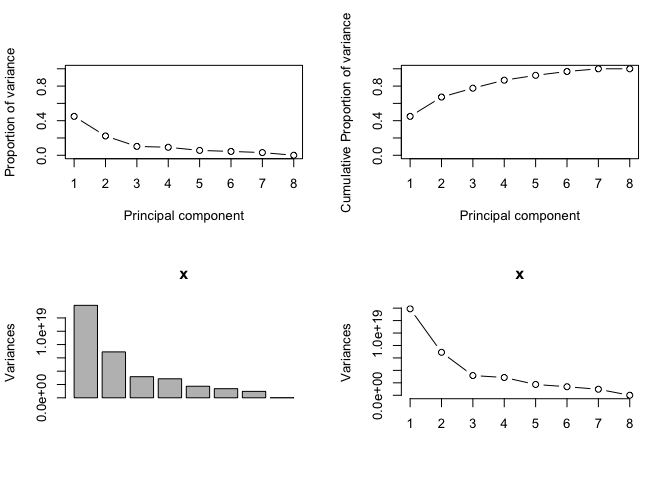 Proportion of variance
0.8
0.4
0.0
1 2 3 4 5 6 7 8
Principal component
Cumulative Proportion of variance
0.8
0.4
0.0
1 2 3 4 5 6 7 8
Principal component
x
Variances
1.0e+19
0.0e+00
x
Variances
1.0e+19
0.0e+00
1 2 3 4 5 6 7 8